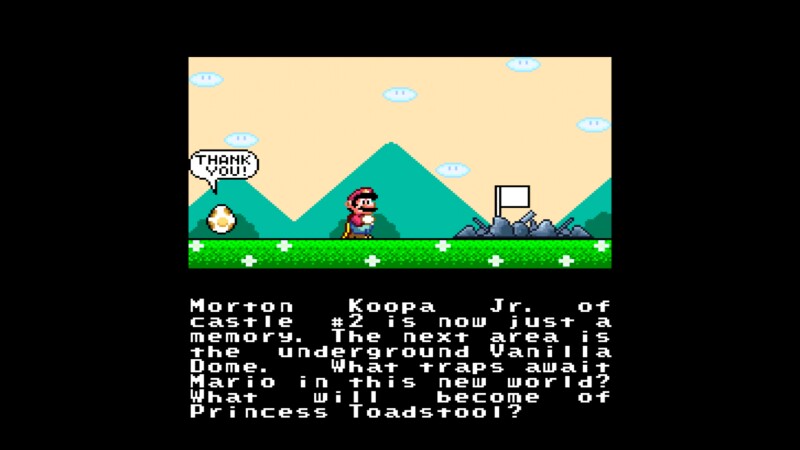 THANK
YOU!
Morton Koopa Jr. of
castle #2 is now just a
memory. The next area is
the underground Vanilla
Dome. What traps await
Mario in this new world?
What will become of
Princess Toadstool?